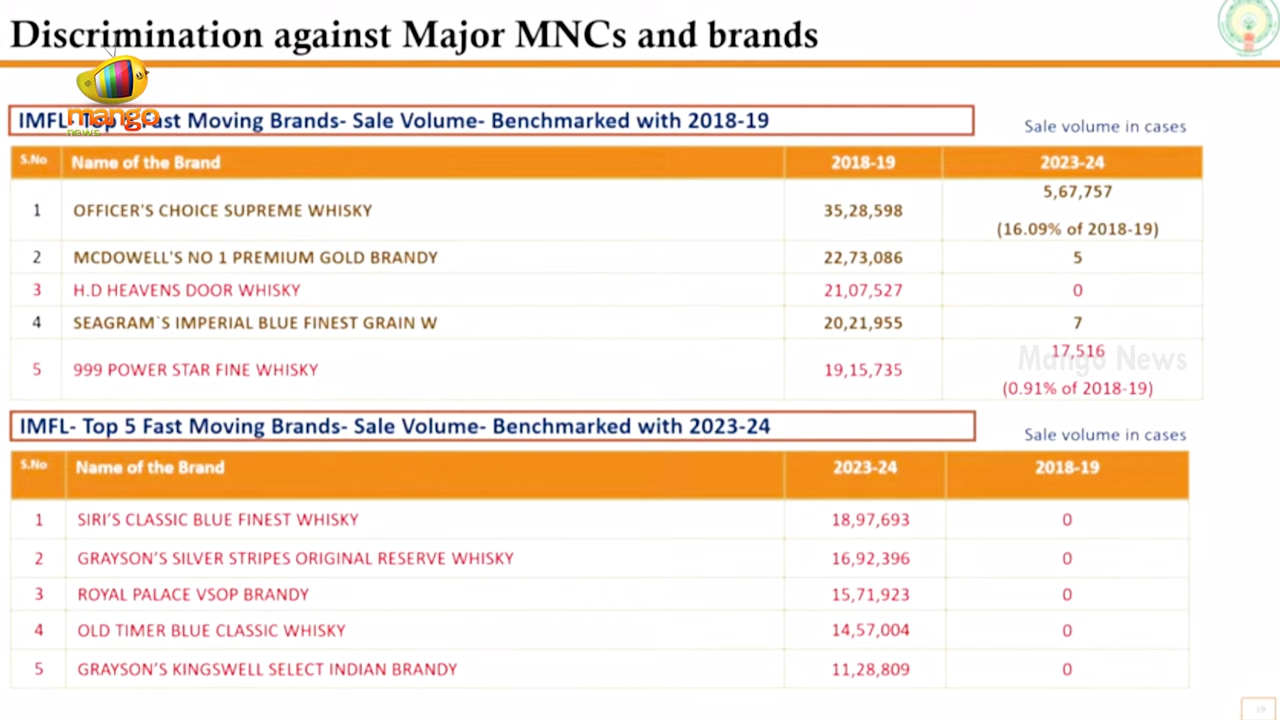 Discrimination against Major MNCs and brands
mango
news
IMFL- Top Fast Moving Brands- Sale Volume- Benchmarked with 2018-19
Sale volume in cases
S.No Name of the Brand 2018-19 2023-24
1 OFFICER'S CHOICE SUPREME WHISKY 35,28,598 5,67,757
(16.09% of 2018-19)
2 MCDOWELL'S NO 1 PREMIUM GOLD BRANDY 22,73,086 5
3 H.D HEAVENS DOOR WHISKY 21,07,527 0
4 SEAGRAM`S IMPERIAL BLUE FINEST GRAIN W 20,21,955 7
5 999 POWER STAR FINE WHISKY 19,15,735 17,516
(0.91% of 2018-19)
Mango News
IMFL- Top 5 Fast Moving Brands- Sale Volume- Benchmarked with 2023-24
Sale volume in cases
S.No Name of the Brand 2023-24 2018-19
1 SIRI'S CLASSIC BLUE FINEST WHISKY 18,97,693 0
2 GRAYSON'S SILVER STRIPES ORIGINAL RESERVE WHISKY 16,92,396 0
3 ROYAL PALACE VSOP BRANDY 15,71,923 0
4 OLD TIMER BLUE CLASSIC WHISKY 14,57,004 0
5 GRAYSON'S KINGSWELL SELECT INDIAN BRANDY 11,28,809 0